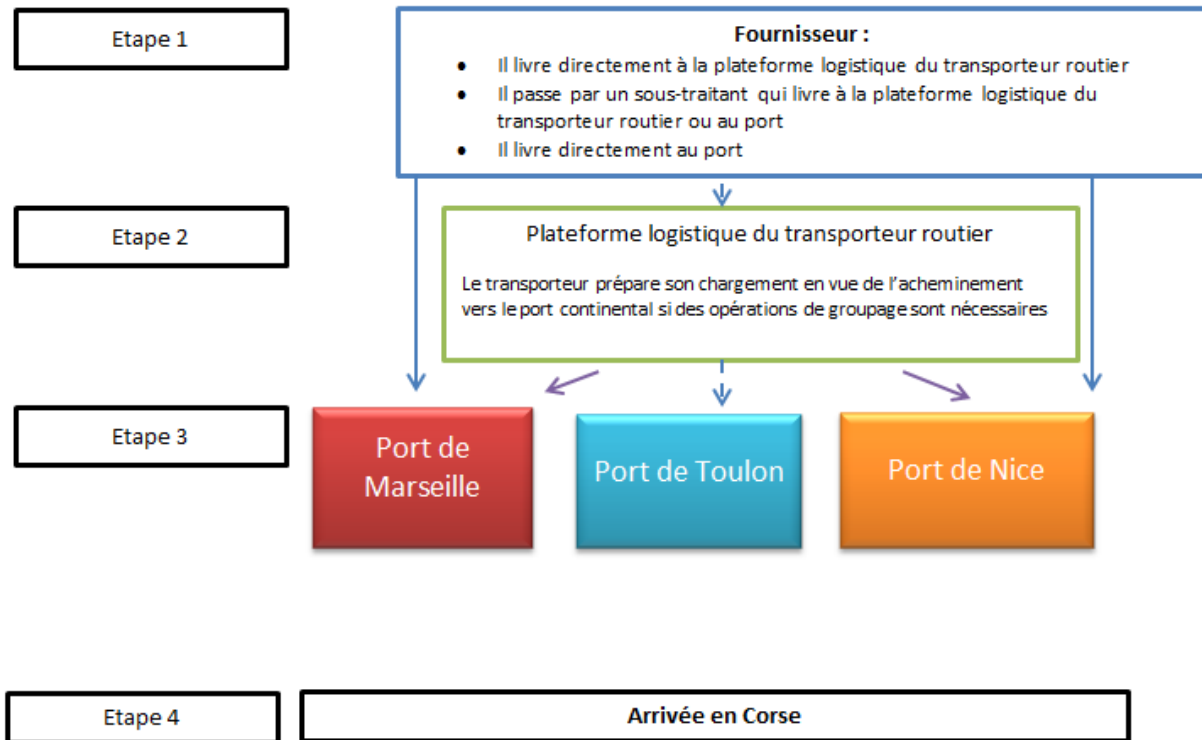 Etape 1
Fournisseur :
• Il livre directement à la plateforme logistique du transporteur routier
• Il passe par un sous-traitant qui livre à la plateforme logistique du
transporteur routier ou au port
• Il livre directement au port
Etape 2
Plateforme logistique du transporteur routier
Le transporteur prépare son chargement en vue de l'acheminement
vers le port continental si des opérations de groupage sont nécessaires
Etape 3
Port de
Marseille
Port de Toulon
Port de Nice
Etape 4
Arrivée en Corse